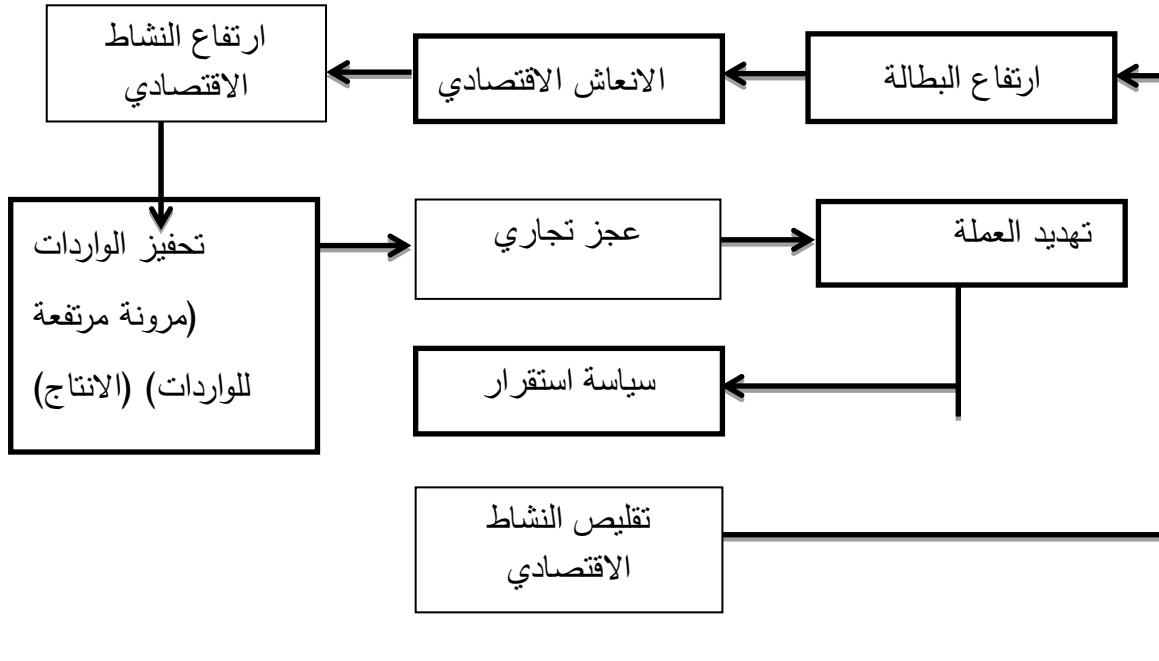 ارتفاع البطالة
الانعاش الاقتصادي
ارتفاع النشاط
الاقتصادي
تحفيز الواردات
(مرونة مرتفعة
للواردات) (الانتاج)
عجز تجاري
تهديد العملة
سياسة استقرار
تقليص النشاط
الاقتصادي